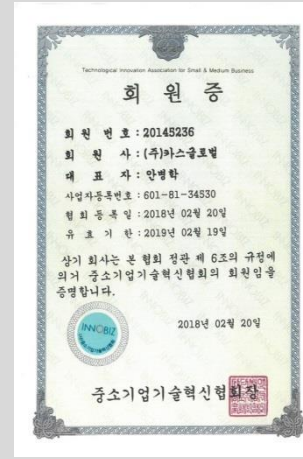 Technological Innovation Association for Small & Medium Business
회 원 증
회 원 번 호 : 20145236
회 원 사 : (주)카스글로벌
대 표 자 : 안병학
사업자등록번호 : 601-81-34530
협 회 등 록 일 : 2018년 02월 20일
유 효 기 한 : 2019년 02월 19일
상기 회사는 본 협회 정관 제 6조의 규정에
의거 중소기업기술혁신협회의 회원임을
증명합니다.
INNOBIZ
2018년 02월 20일
중소기업기술혁신협회장